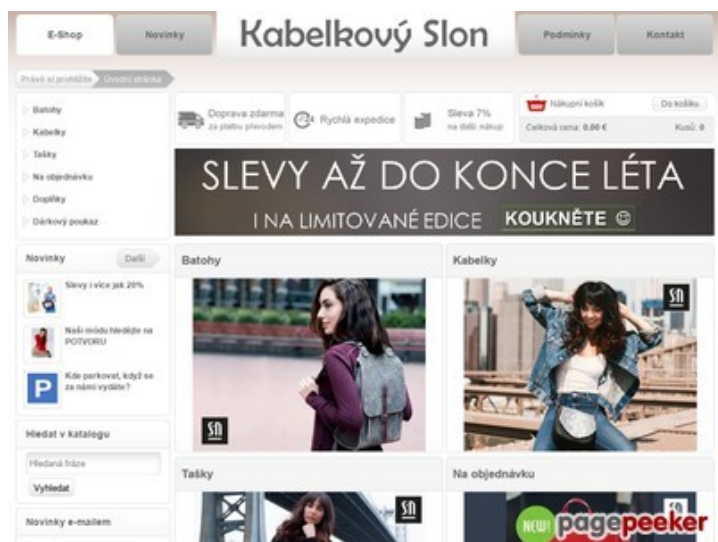 E-Shop
Novinky
Kabelkový Slon
Podmínky
Kontakt
Právě si prohlížíte
Úvodní stránka
Batohy
Kabelky
Tašky
Na objednávku
Doplňky
Dárkový poukaz
Doprava zdarma
za platbu převodem
24
Rychlá expedice
Sleva 7%
na další nákup
Nákupní košík
Do košíku
Celková cena: 0.00 €
Kusů: 0
SLEVY AŽ DO KONCE LÉTA
I NA LIMITOVANÉ EDICE
KOUKNĚTE ☺
Novinky
Další
Slevy i více jak 20%
Naši módu hledejte na
POTVORU
P
Kde parkovat, když se
za námi vydáte?
Hledat v katalogu
Hledaná fráze
Vyhledat
Novinky e-mailem
Batohy
Kabelky
sn
sn
Tašky
Na objednávku
sn
NEW!
pagepeeker